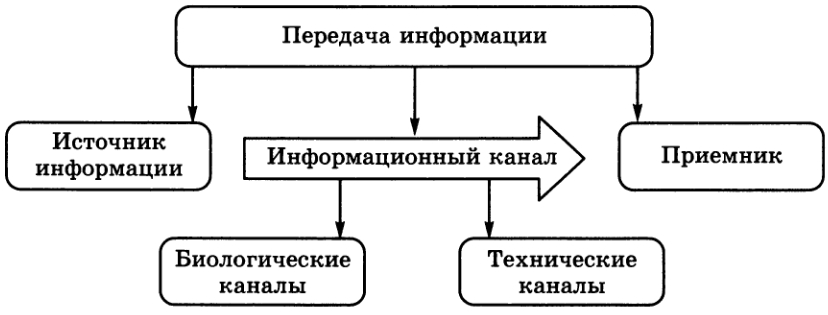 Передача информации
Источник
информации
Информационный канал
Приемник
Биологические
каналы
Технические
каналы